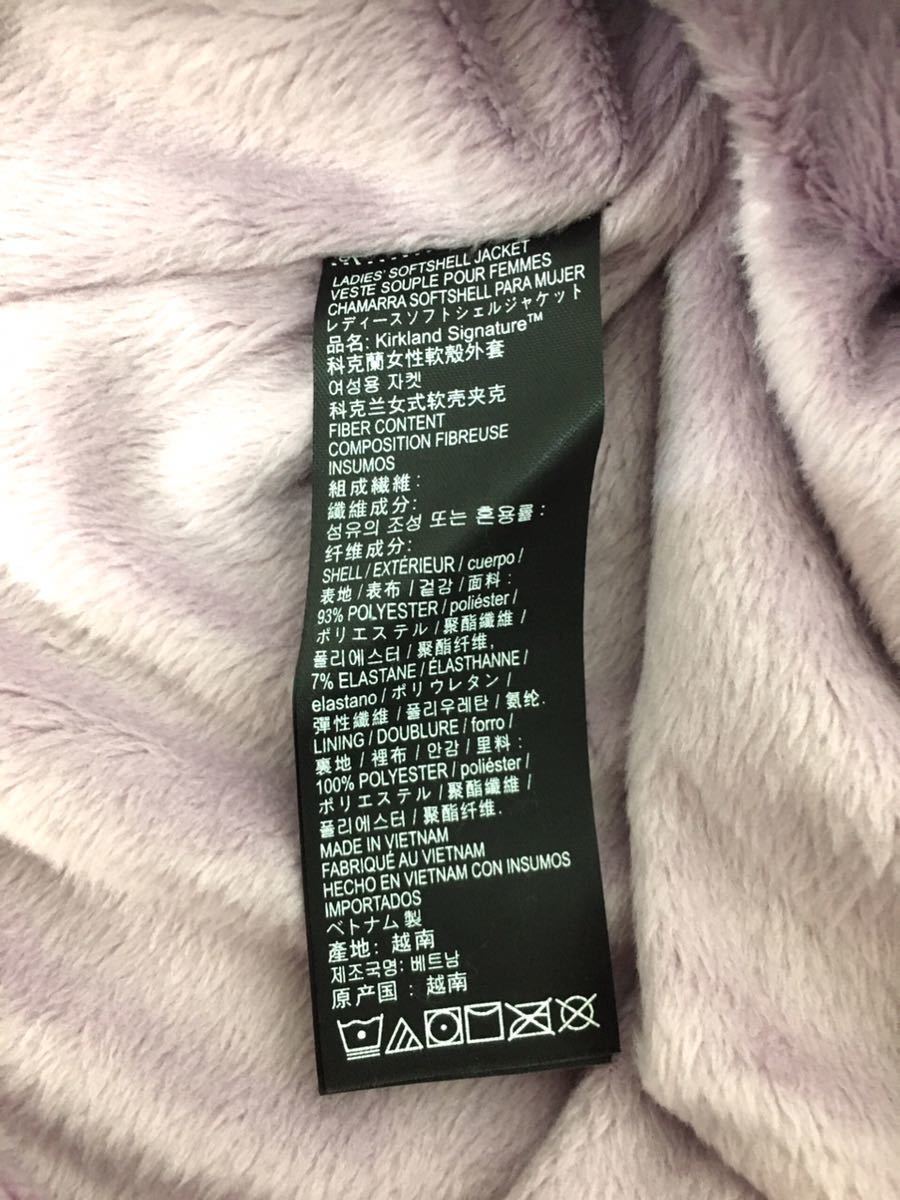 LADIES' SOFTSHELL JACKET
VESTE SOUPLE POUR FEMMES
CHAMARRA SOFTSHELL PARA MUJER
レディースソフトシェルジャケット
品名: Kirkland Signature™
科克蘭女性軟殼外套
여성용 자켓
科克兰女式软壳夹克
FIBER CONTENT
COMPOSITION FIBREUSE
INSUMOS
組成繊維:
纖維成分:
섬유의 조성 또는 혼용률:
纤维成分:
SHELL / EXTÉRIEUR / cuerpo /
表地 / 表布 / 겉감 / 面料 :
93% POLYESTER / poliéster /
ポリエステル / 聚酯纖維 /
폴리에스터 / 聚酯纤维,
7% ELASTANE / ÉLASTHANNE /
elastano / ポリウレタン /
彈性纖維 / 폴리우레탄 / 氨纶.
LINING / DOUBLURE / forro /
裏地 / 裡布 / 안감 / 里料 :
100% POLYESTER / poliéster /
ポリエステル / 聚酯纖維 /
폴리에스터 / 聚酯纤维.
MADE IN VIETNAM
FABRIQUÉ AU VIETNAM
HECHO EN VIETNAM CON INSUMOS
IMPORTADOS
ベトナム 製
產地: 越南
제조국명: 베트남
原产国 : 越南